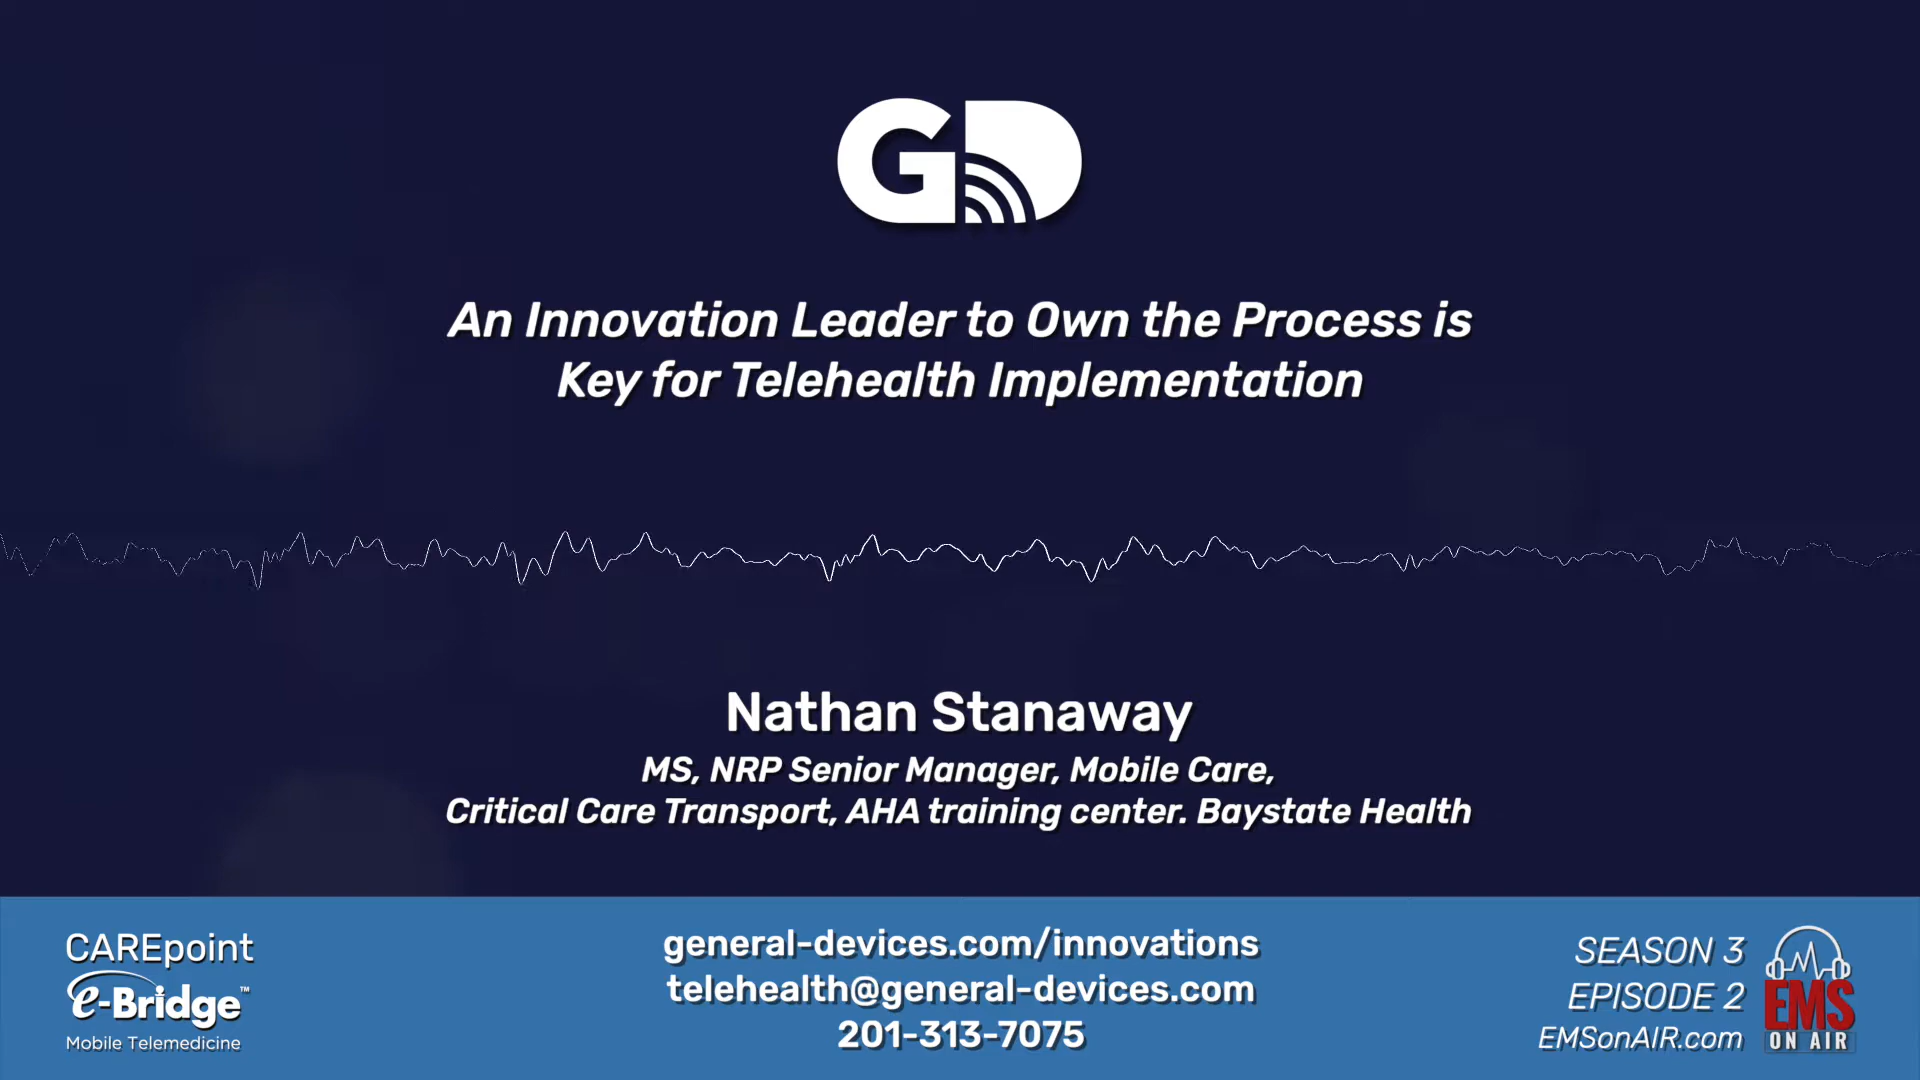 GD
An Innovation Leader to Own the Process is
Key for Telehealth Implementation
Nathan Stanaway
MS, NRP Senior Manager, Mobile Care,
Critical Care Transport, AHA training center. Baystate Health
CAREpoint
e-Bridge™
Mobile Telemedicine
general-devices.com/innovations
telehealth@general-devices.com
201-313-7075
SEASON 3
EPISODE 2
EMSonAIR.com
EMS
ON AIR